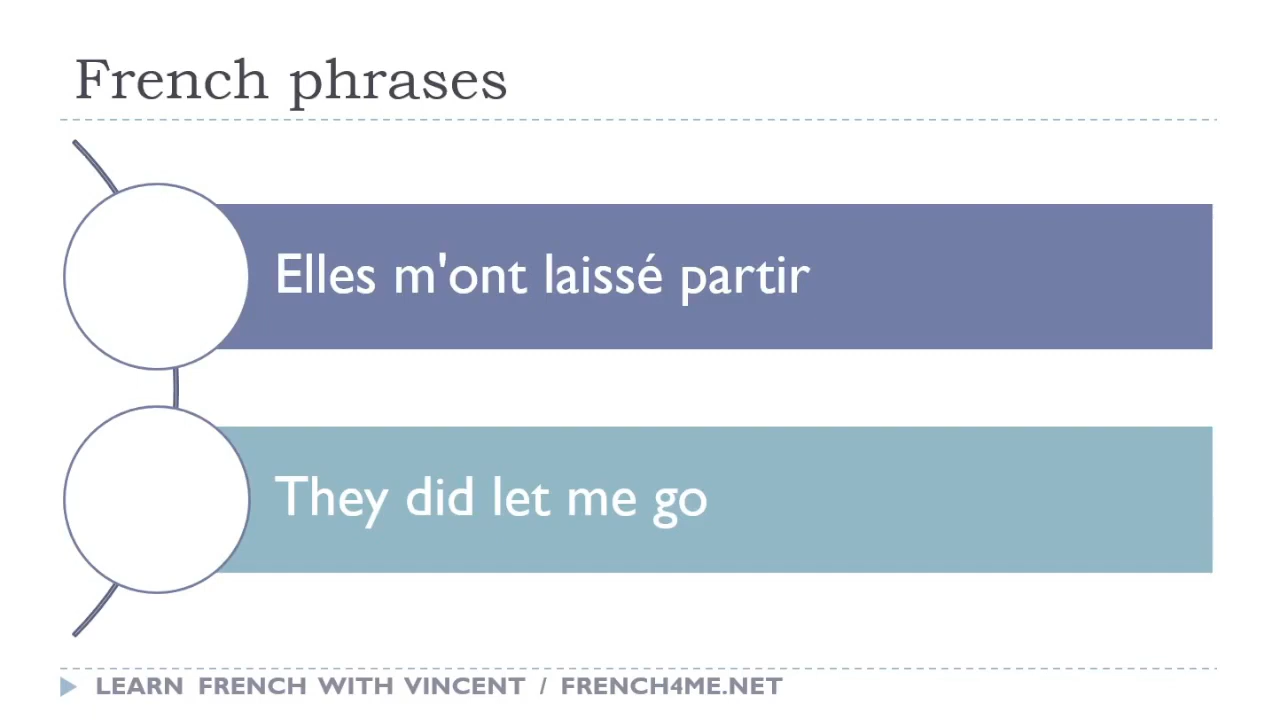 French phrases
Elles m'ont laissé partir
They did let me go
LEARN FRENCH WITH VINCENT / FRENCH4ME.NET